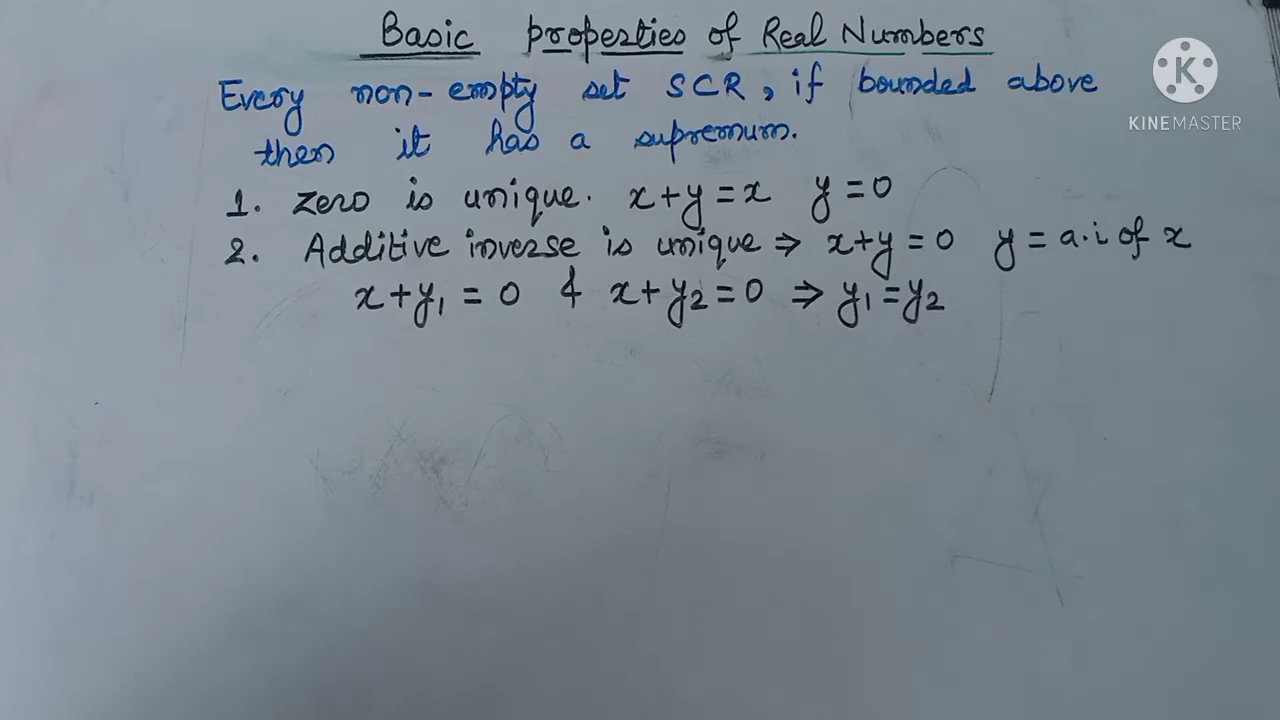 Basic properties of Real Numbers
Every non-empty set S⊂R, if bounded above
then it has a supremum.
1. Zero is unique. x+y=x y=0
2. Additive inverse is unique ⇒ x+y=0 y=a.i of x
x+y₁=0 & x+y₂=0 ⇒ y₁=y₂
K
KINEMASTER